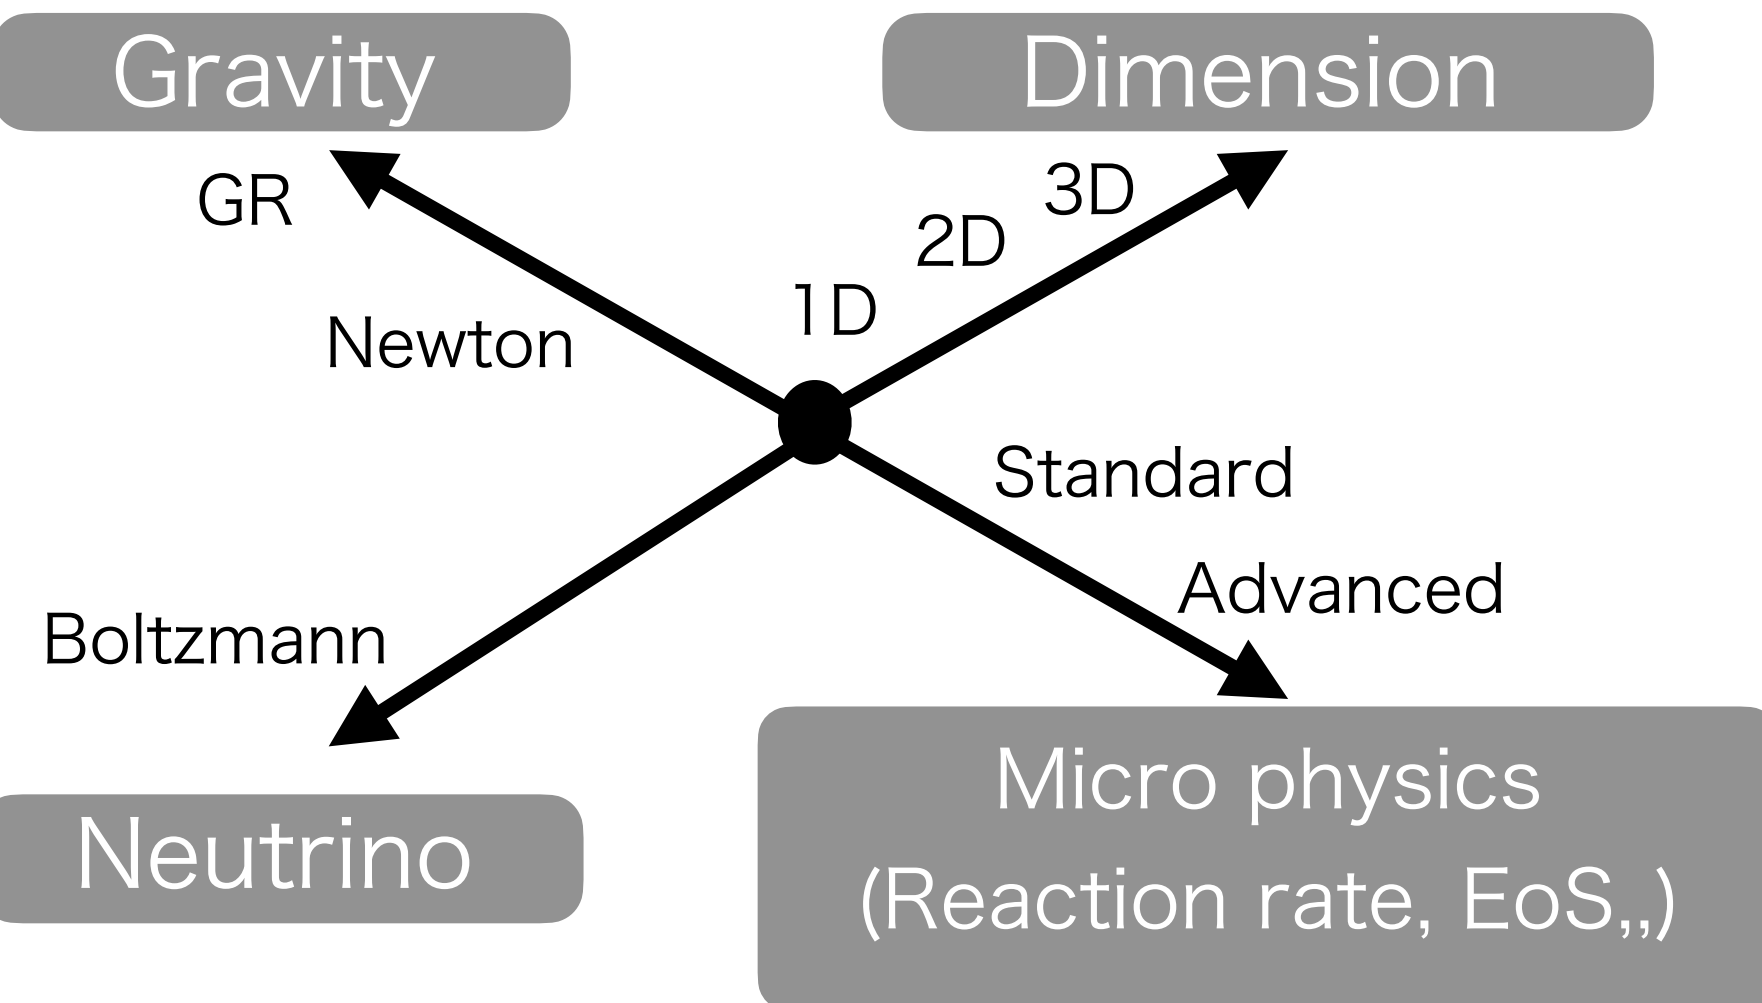 Gravity
Dimension
GR
3D
2D
1D
Newton
Standard
Advanced
Boltzmann
Neutrino
Micro physics
(Reaction rate, EoS,,)